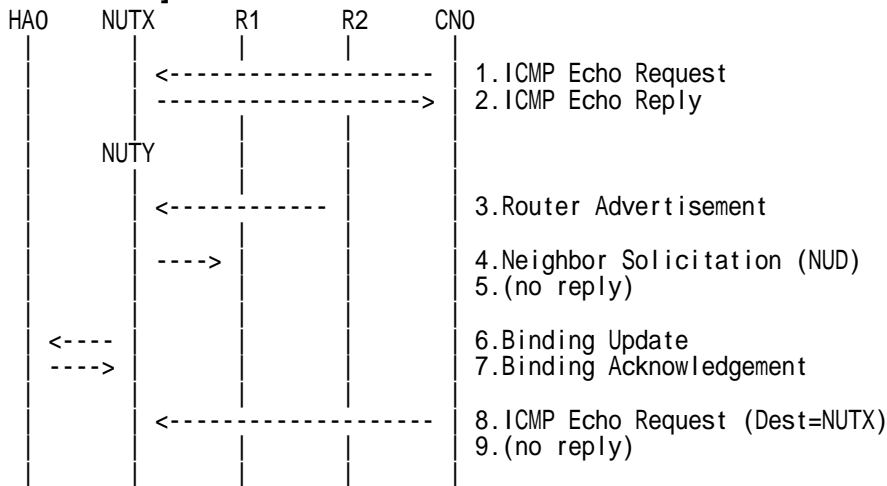 HA0 NUTX R1 R2 CN0
<--------------------- 1.ICMP Echo Request
--------------------> 2.ICMP Echo Reply
NUTY
<------------ 3.Router Advertisement
----> 4.Neighbor Solicitation (NUD)
5.(no reply)
<---- 6.Binding Update
----> 7.Binding Acknowledgement
<--------------------- 8.ICMP Echo Request (Dest=NUTX)
9.(no reply)